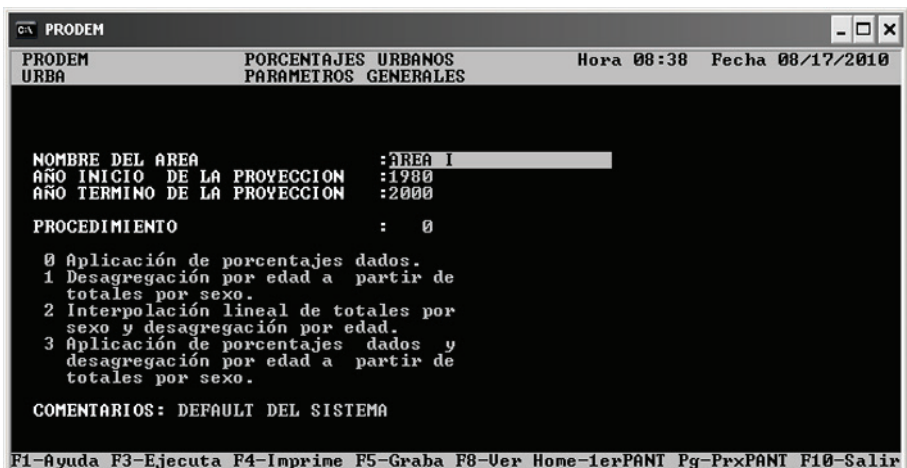 PRODEM
PRODEM PORCENTAJES URBANOS Hora 08:38 Fecha 08/17/2010
URBA PARAMETROS GENERALES
NOMBRE DEL AREA :AREA I
AÑO INICIO DE LA PROYECCION :1980
AÑO TERMINO DE LA PROYECCION :2000
PROCEDIMIENTO : 0
0 Aplicación de porcentajes dados.
1 Desagregación por edad a partir de
totales por sexo.
2 Interpolación lineal de totales por
sexo y desagregación por edad.
3 Aplicación de porcentajes dados y
desagregación por edad a partir de
totales por sexo.
COMENTARIOS: DEFAULT DEL SISTEMA
F1-Ayuda F3-Ejecuta F4-Imprime F5-Graba F8-Ver Home-1erPANT Pg-PrxPANT F10-Salir